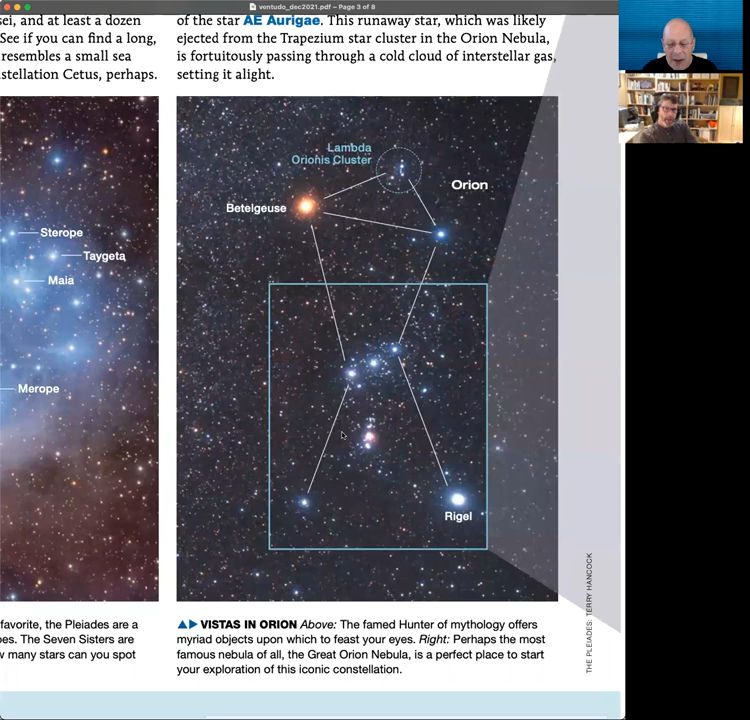 ventudo_dec2021.pdf – Page 3 of 8
sei, and at least a dozen
See if you can find a long,
resembles a small sea
stellation Cetus, perhaps.
of the star AE Aurigae. This runaway star, which was likely
ejected from the Trapezium star cluster in the Orion Nebula,
is fortuitously passing through a cold cloud of interstellar gas,
setting it alight.
Sterope
Taygeta
Maia
Merope
Lambda
Orionis Cluster
Orion
Betelgeuse
Rigel
THE PLEIADES: TERRY HANCOCK
favorite, the Pleiades are a
oes. The Seven Sisters are
w many stars can you spot
▲▶ VISTAS IN ORION Above: The famed Hunter of mythology offers
myriad objects upon which to feast your eyes. Right: Perhaps the most
famous nebula of all, the Great Orion Nebula, is a perfect place to start
your exploration of this iconic constellation.